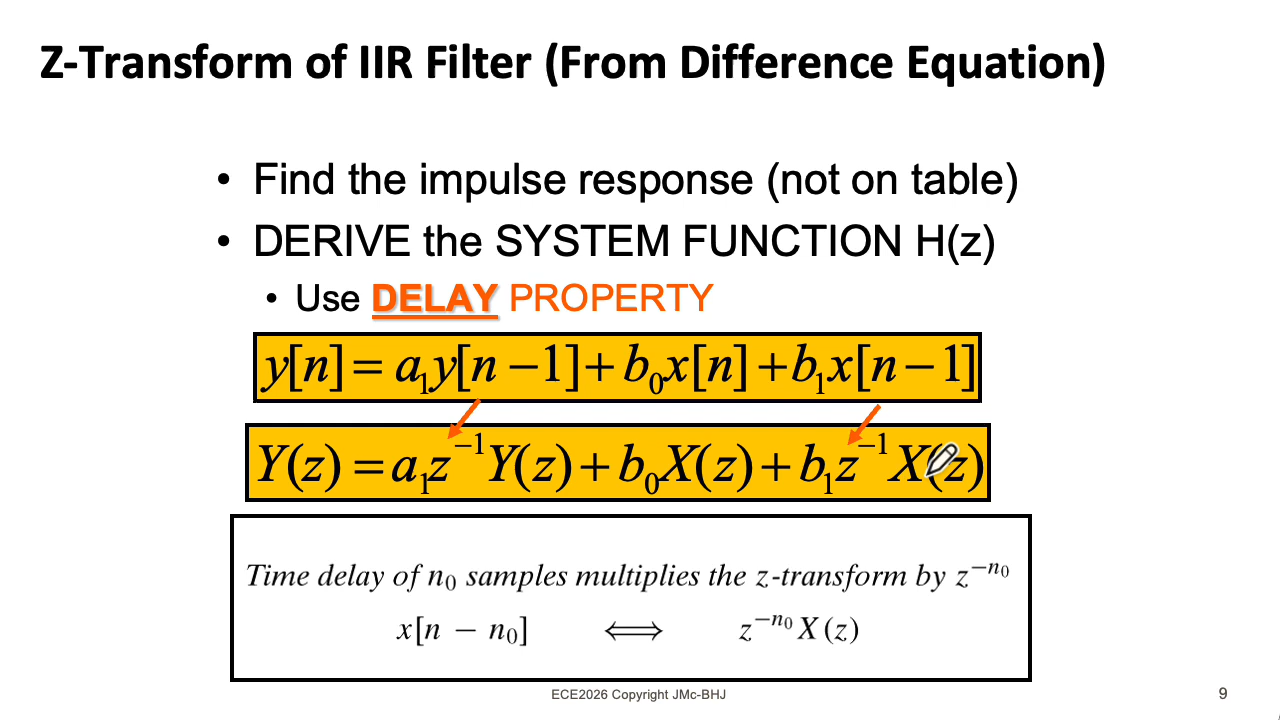 Z-Transform of IIR Filter (From Difference Equation)
• Find the impulse response (not on table)
• DERIVE the SYSTEM FUNCTION H(z)
• Use DELAY PROPERTY
y[n] = a₁y[n − 1] + b₀x[n] + b₁x[n − 1]
Y(z) = a₁z⁻¹Y(z) + b₀X(z) + b₁z⁻¹X(z)
Time delay of n₀ samples multiplies the z-transform by z^{−n₀}
x[n − n₀] ⟺ z^{−n₀}X(z)
ECE2026 Copyright JMc-BHJ
9